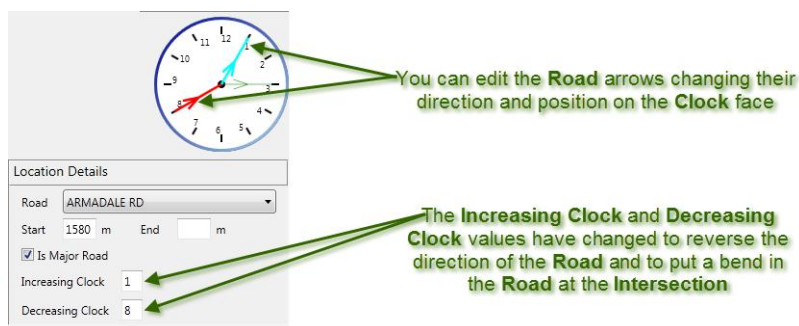 12
11
1
10
2
9
3
8
4
7
6
5
You can edit the Road arrows changing their
direction and position on the Clock face
Location Details
Road ARMADALE RD
Start 1580 m End m
Is Major Road
Increasing Clock 1
Decreasing Clock 8
The Increasing Clock and Decreasing
Clock values have changed to reverse the
direction of the Road and to put a bend in
the Road at the Intersection